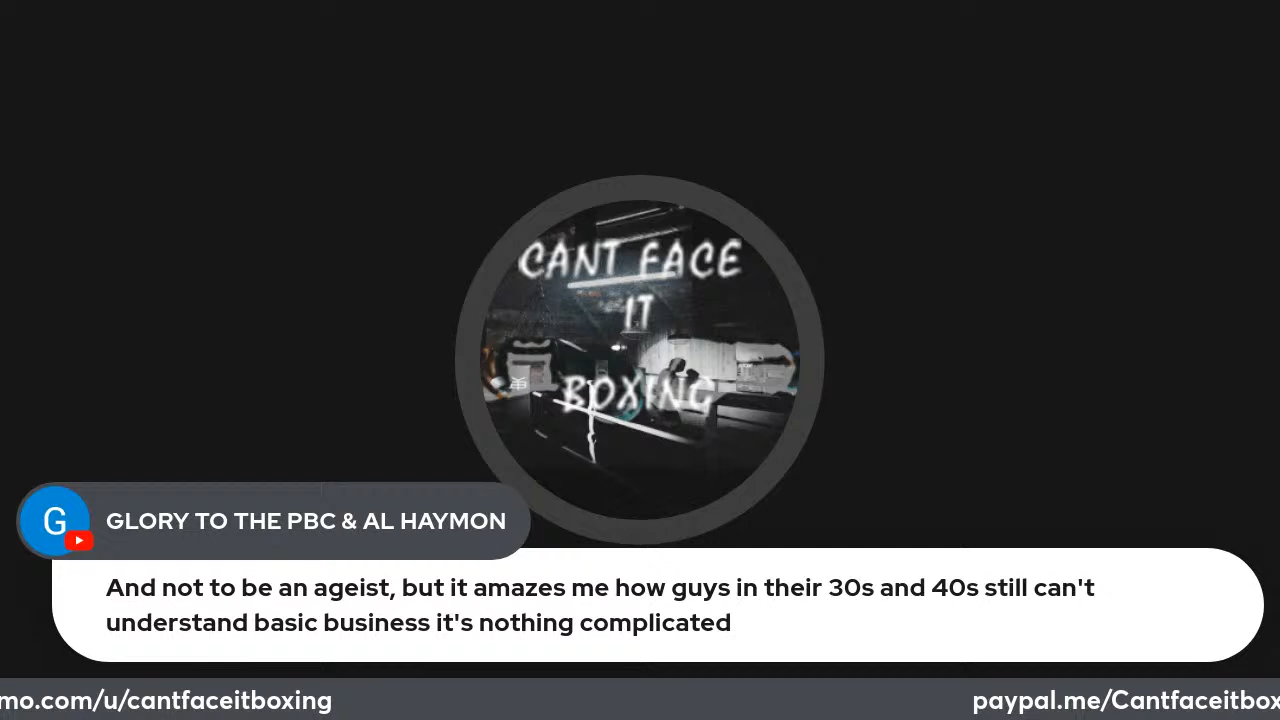 CANT FACE
IT
BOXING
GLORY TO THE PBC & AL HAYMON
And not to be an ageist, but it amazes me how guys in their 30s and 40s still can't
understand basic business it's nothing complicated
mo.com/u/cantfaceitboxing
paypal.me/Cantfaceitbox